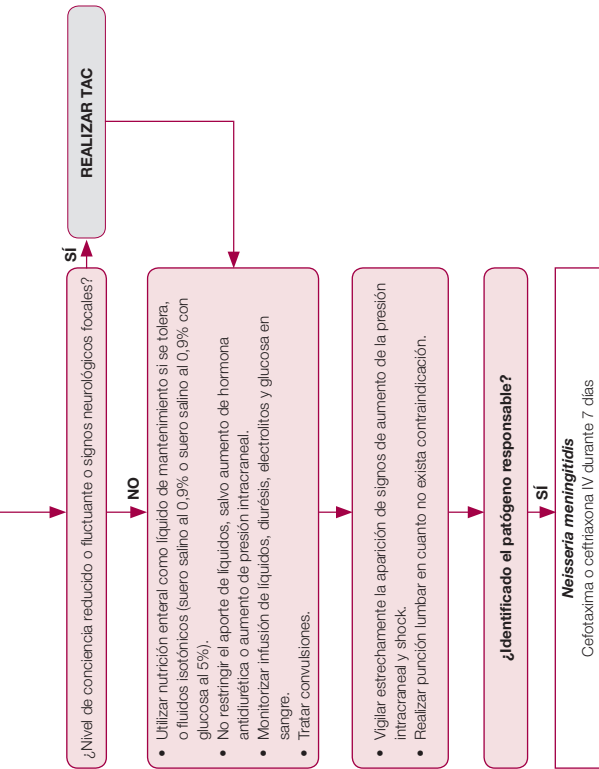 ¿Nivel de conciencia reducido o fluctuante o signos neurológicos focales?
SÍ
REALIZAR TAC
NO
• Utilizar nutrición enteral como líquido de mantenimiento si se tolera,
o fluidos isotónicos (suero salino al 0,9% o suero salino al 0,9% con
glucosa al 5%).
• No restringir el aporte de líquidos, salvo aumento de hormona
antidiurética o aumento de presión intracraneal.
• Monitorizar infusión de líquidos, diurésis, electrolitos y glucosa en
sangre.
• Tratar convulsiones.
• Vigilar estrechamente la aparición de signos de aumento de la presión
intracraneal y shock.
• Realizar punción lumbar en cuanto no exista contraindicación.
¿Identificado el patógeno responsable?
SÍ
Neisseria meningitidis
Cefotaxima o ceftriaxona IV durante 7 días